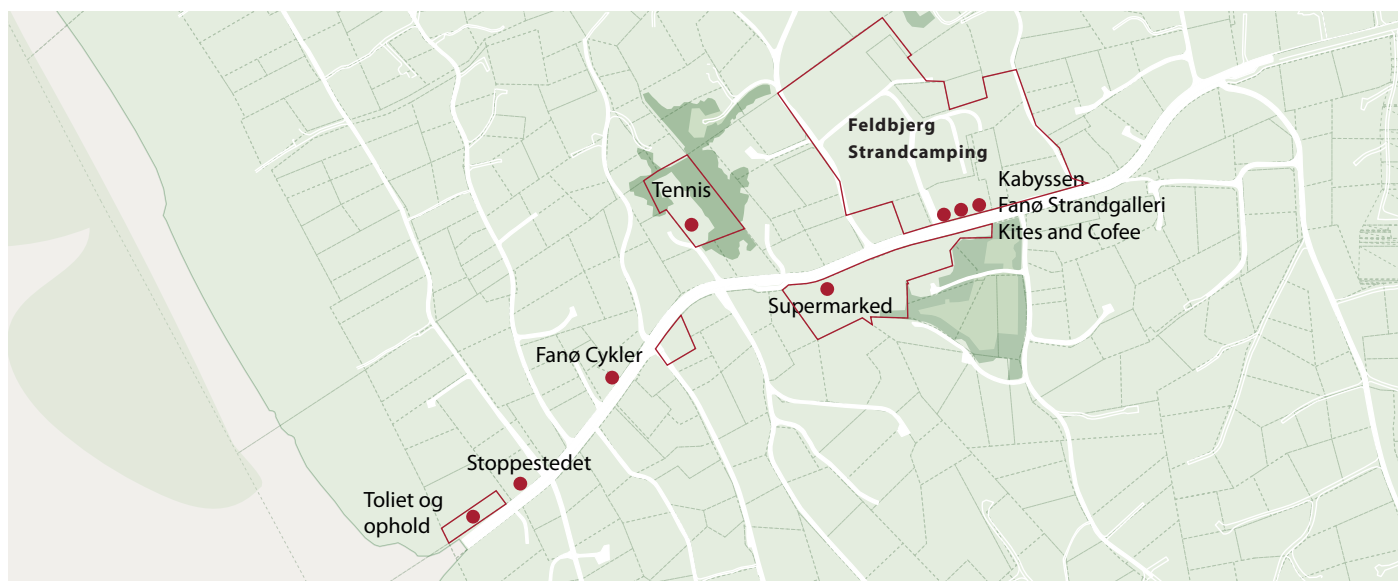 Feldbjerg
Strandcamping
Kabyssen
Fanø Strandgalleri
Kites and Cofee
Tennis
Supermarked
Fanø Cykler
Stoppestedet
Toliet og
ophold